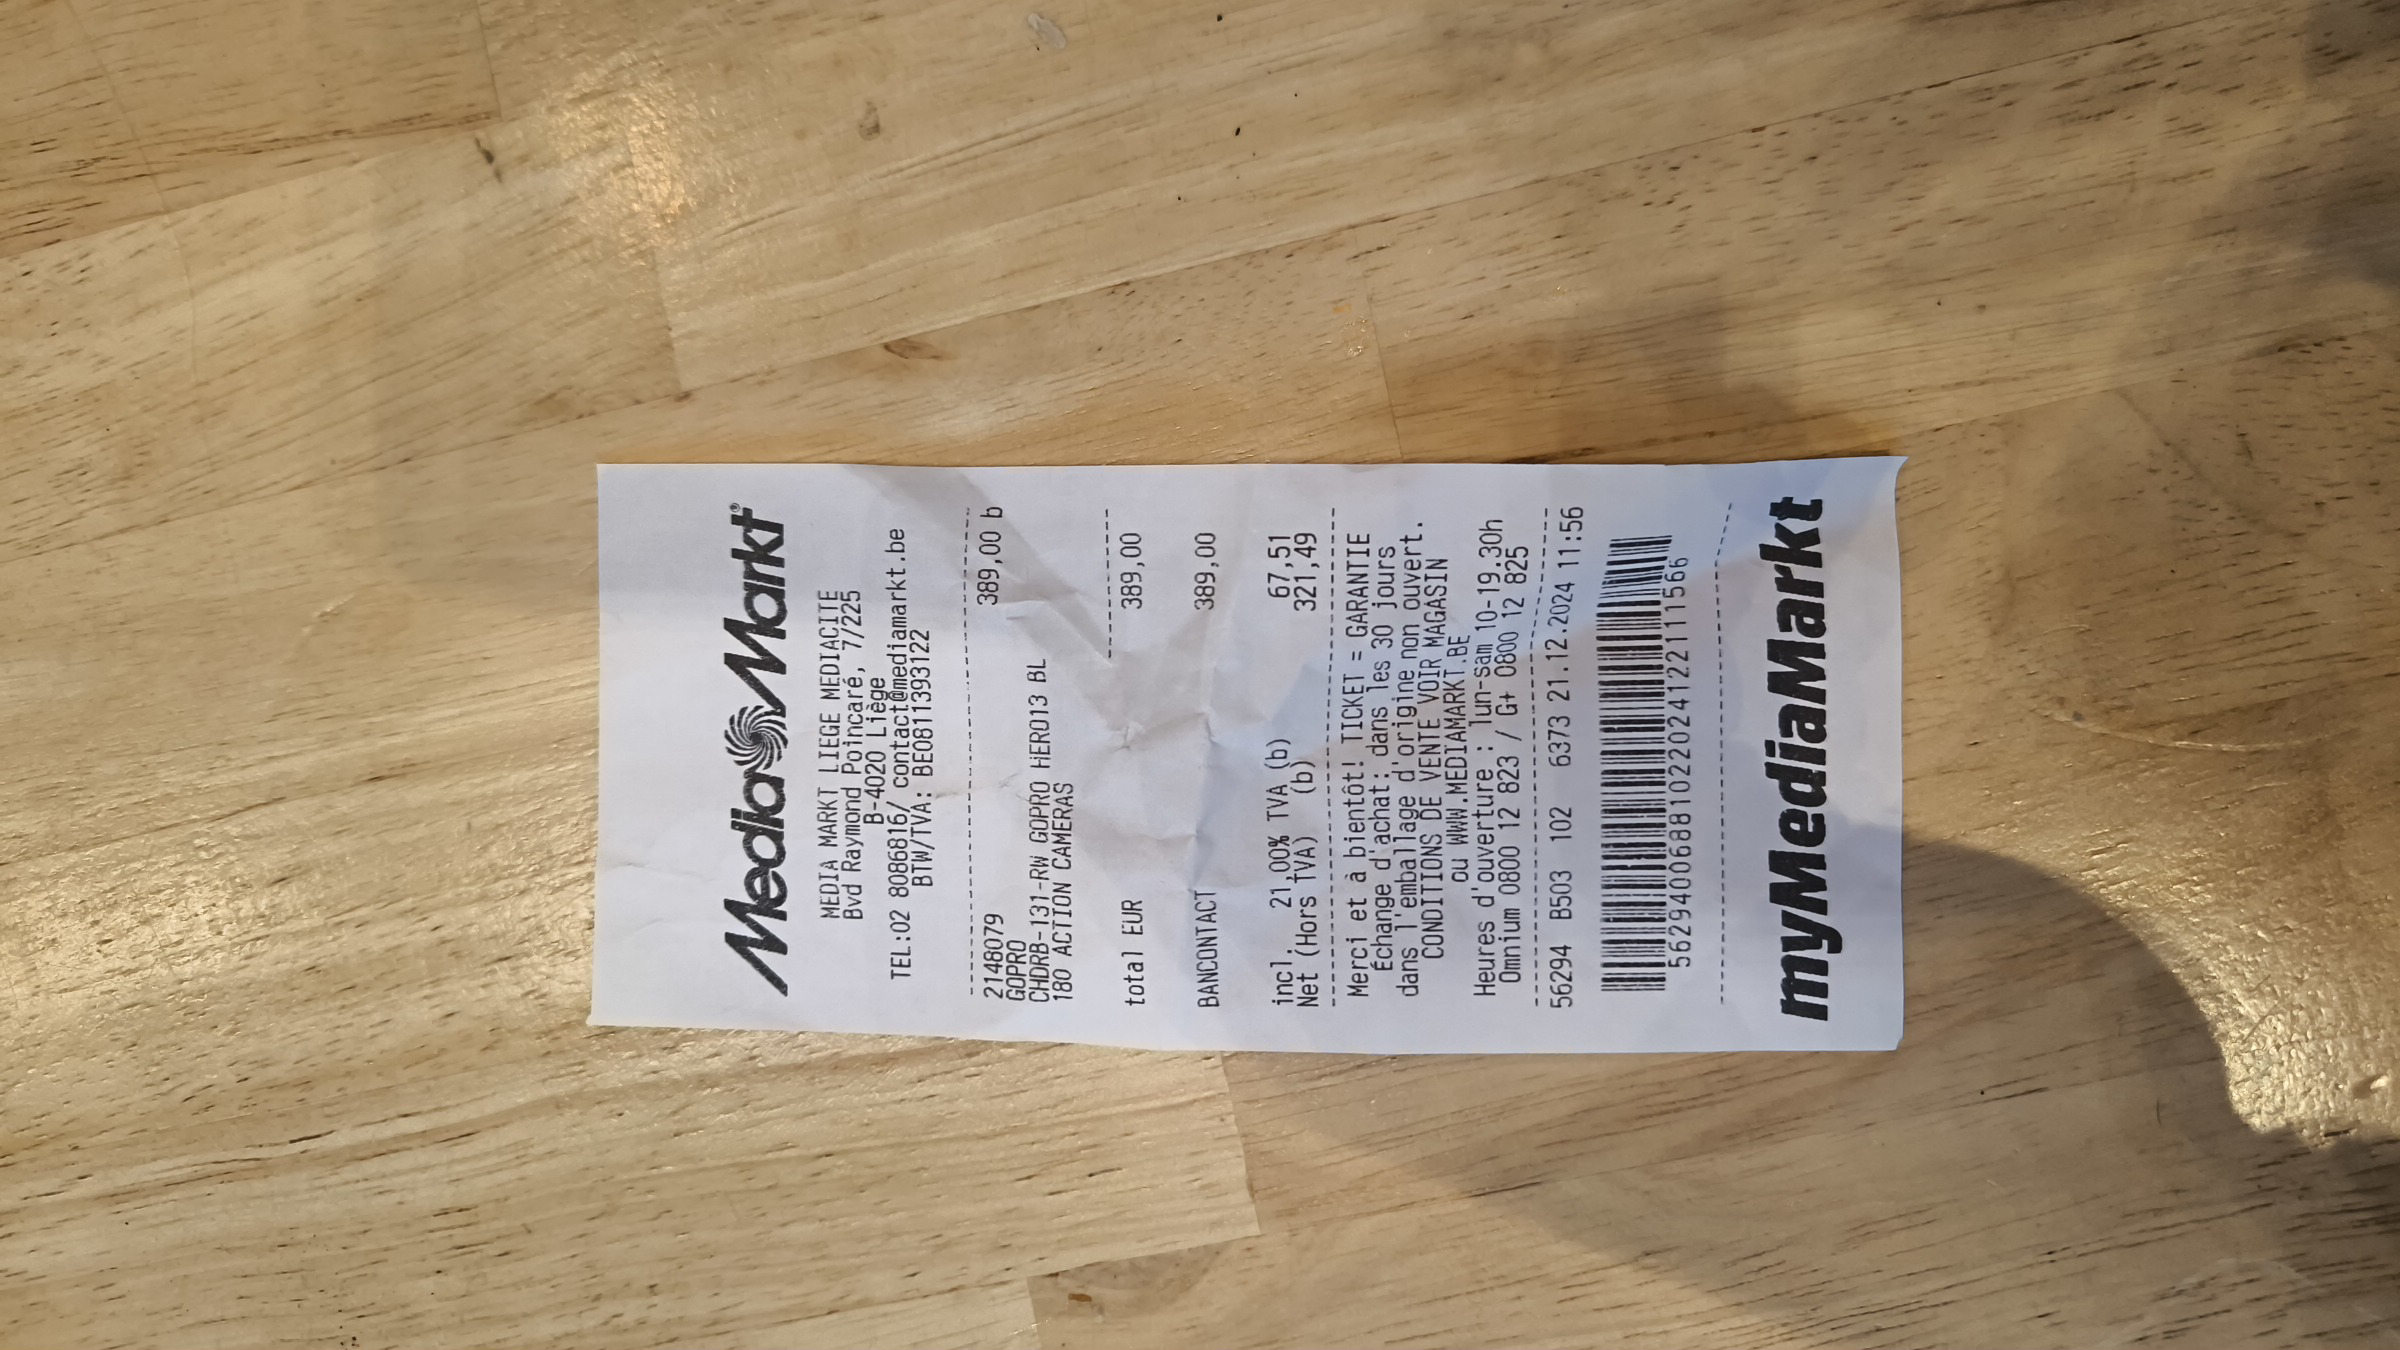 MediaMarkt®
MEDIA MARKT LIEGE MEDIACITE
Bvd Raymond Poincaré, 7/225
B-4020 Liège
TEL:02 8086816/ contact@mediamarkt.be
BTW/TVA: BE0811393122
2148079 389,00 b
GOPRO
CHDRB-131-RW GOPRO HERO13 BL
180 ACTION CAMERAS
total EUR 389,00
BANCONTACT 389,00
incl. 21,00% TVA (b) 67,51
Net (Hors TVA) (b) 321,49
Merci et à bientôt! TICKET = GARANTIE
Échange d'achat: dans les 30 jours
dans l'emballage d'origine non ouvert.
CONDITIONS DE VENTE VOIR MAGASIN
ou WWW.MEDIAMARKT.BE
Heures d'ouverture : lun-sam 10-19.30h
Omnium 0800 12 823 / G+ 0800 12 825
56294 B503 102 6373 21.12.2024 11:56
5629400688102202412211566
myMediaMarkt